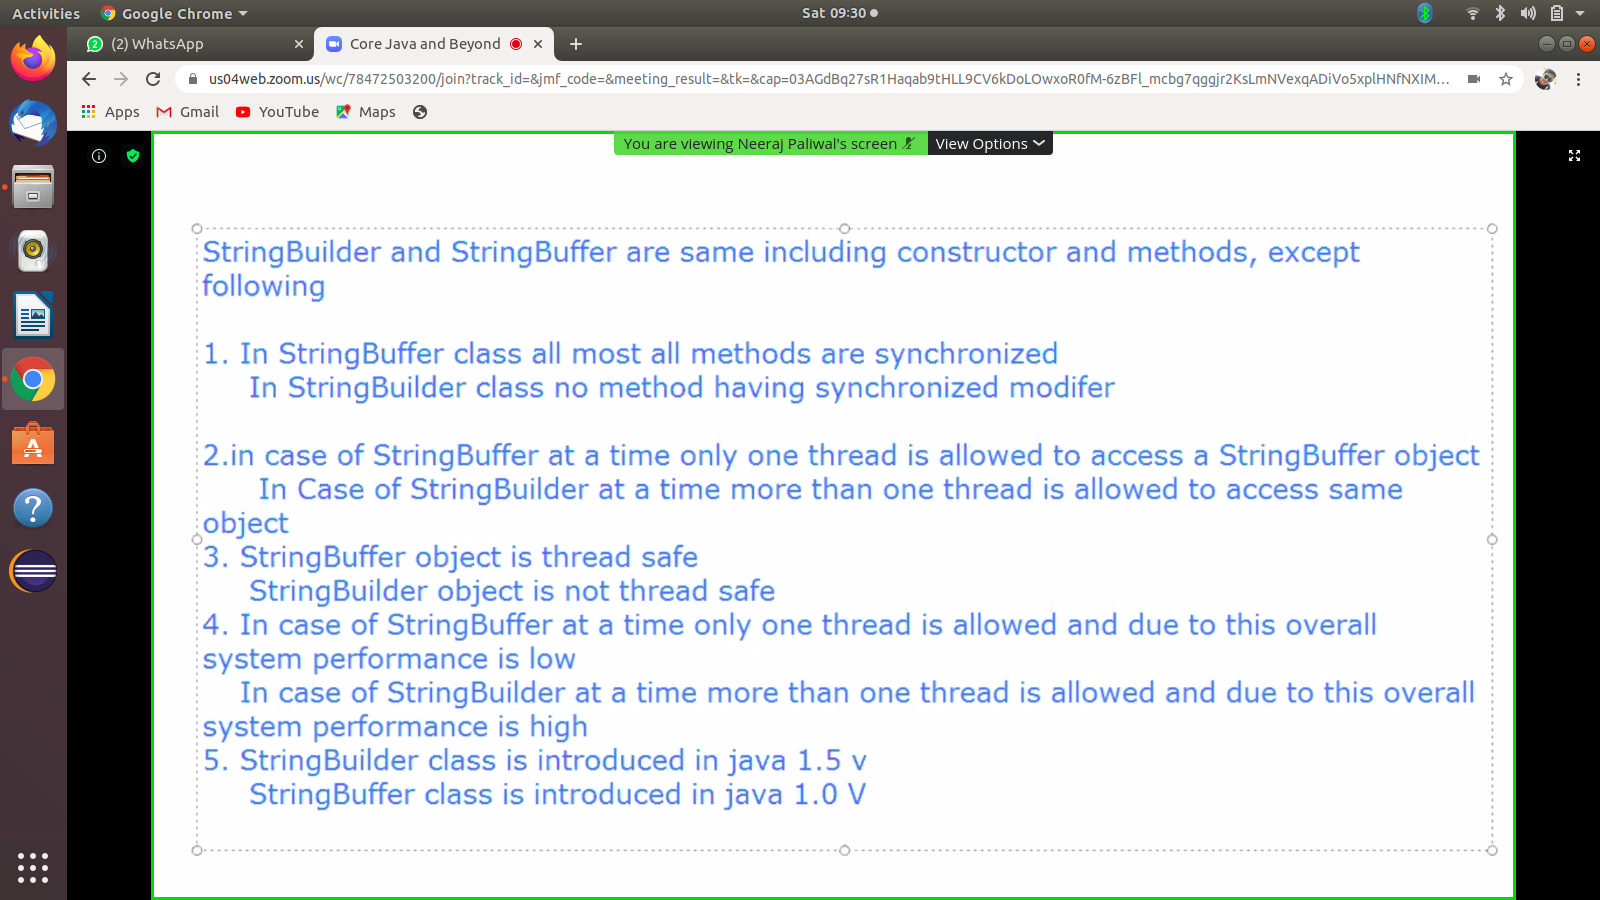 Activities Google Chrome Sat 09:30
(2) WhatsApp Core Java and Beyond
us04web.zoom.us/wc/78472503200/join?track_id=&jmf_code=&meeting_result=&tk=&cap=03AGdBq27sR1Haqab9tHLL9CV6kDoLOwxoR0fM-6zBFl_mcbg7qggjr2KsLmNVexqADiVo5xplHNfNXIM...
Apps Gmail YouTube Maps
You are viewing Neeraj Paliwal's screen View Options
StringBuilder and StringBuffer are same including constructor and methods, except
following
1. In StringBuffer class all most all methods are synchronized
In StringBuilder class no method having synchronized modifer
2.in case of StringBuffer at a time only one thread is allowed to access a StringBuffer object
In Case of StringBuilder at a time more than one thread is allowed to access same
object
3. StringBuffer object is thread safe
StringBuilder object is not thread safe
4. In case of StringBuffer at a time only one thread is allowed and due to this overall
system performance is low
In case of StringBuilder at a time more than one thread is allowed and due to this overall
system performance is high
5. StringBuilder class is introduced in java 1.5 v
StringBuffer class is introduced in java 1.0 V